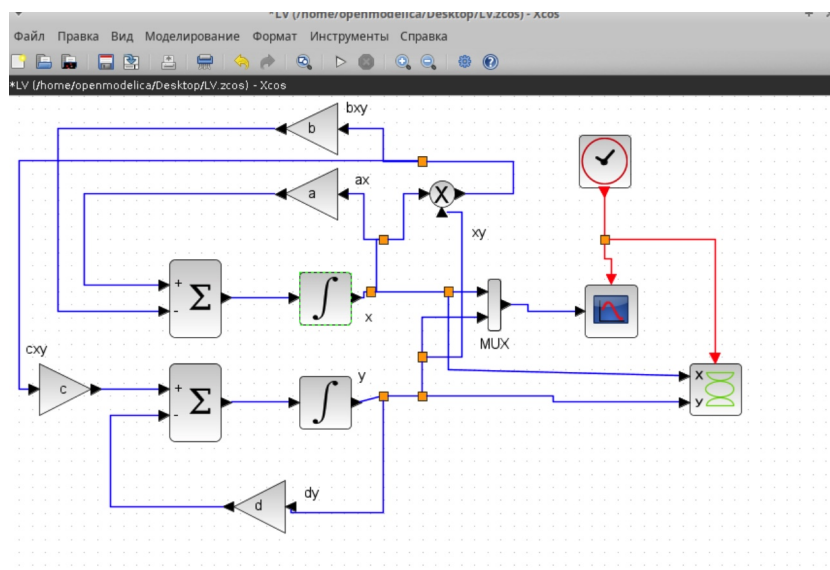 *LV (/home/openmodelica/Desktop/LV.zcos) - Xcos
Файл Правка Вид Моделирование Формат Инструменты Справка
*LV (/home/openmodelica/Desktop/LV.zcos) - Xcos
bxy
b
ax
a
X
xy
+
-
Σ
∫
x
MUX
cxy
c
+
-
Σ
∫
y
X
y
d
dy